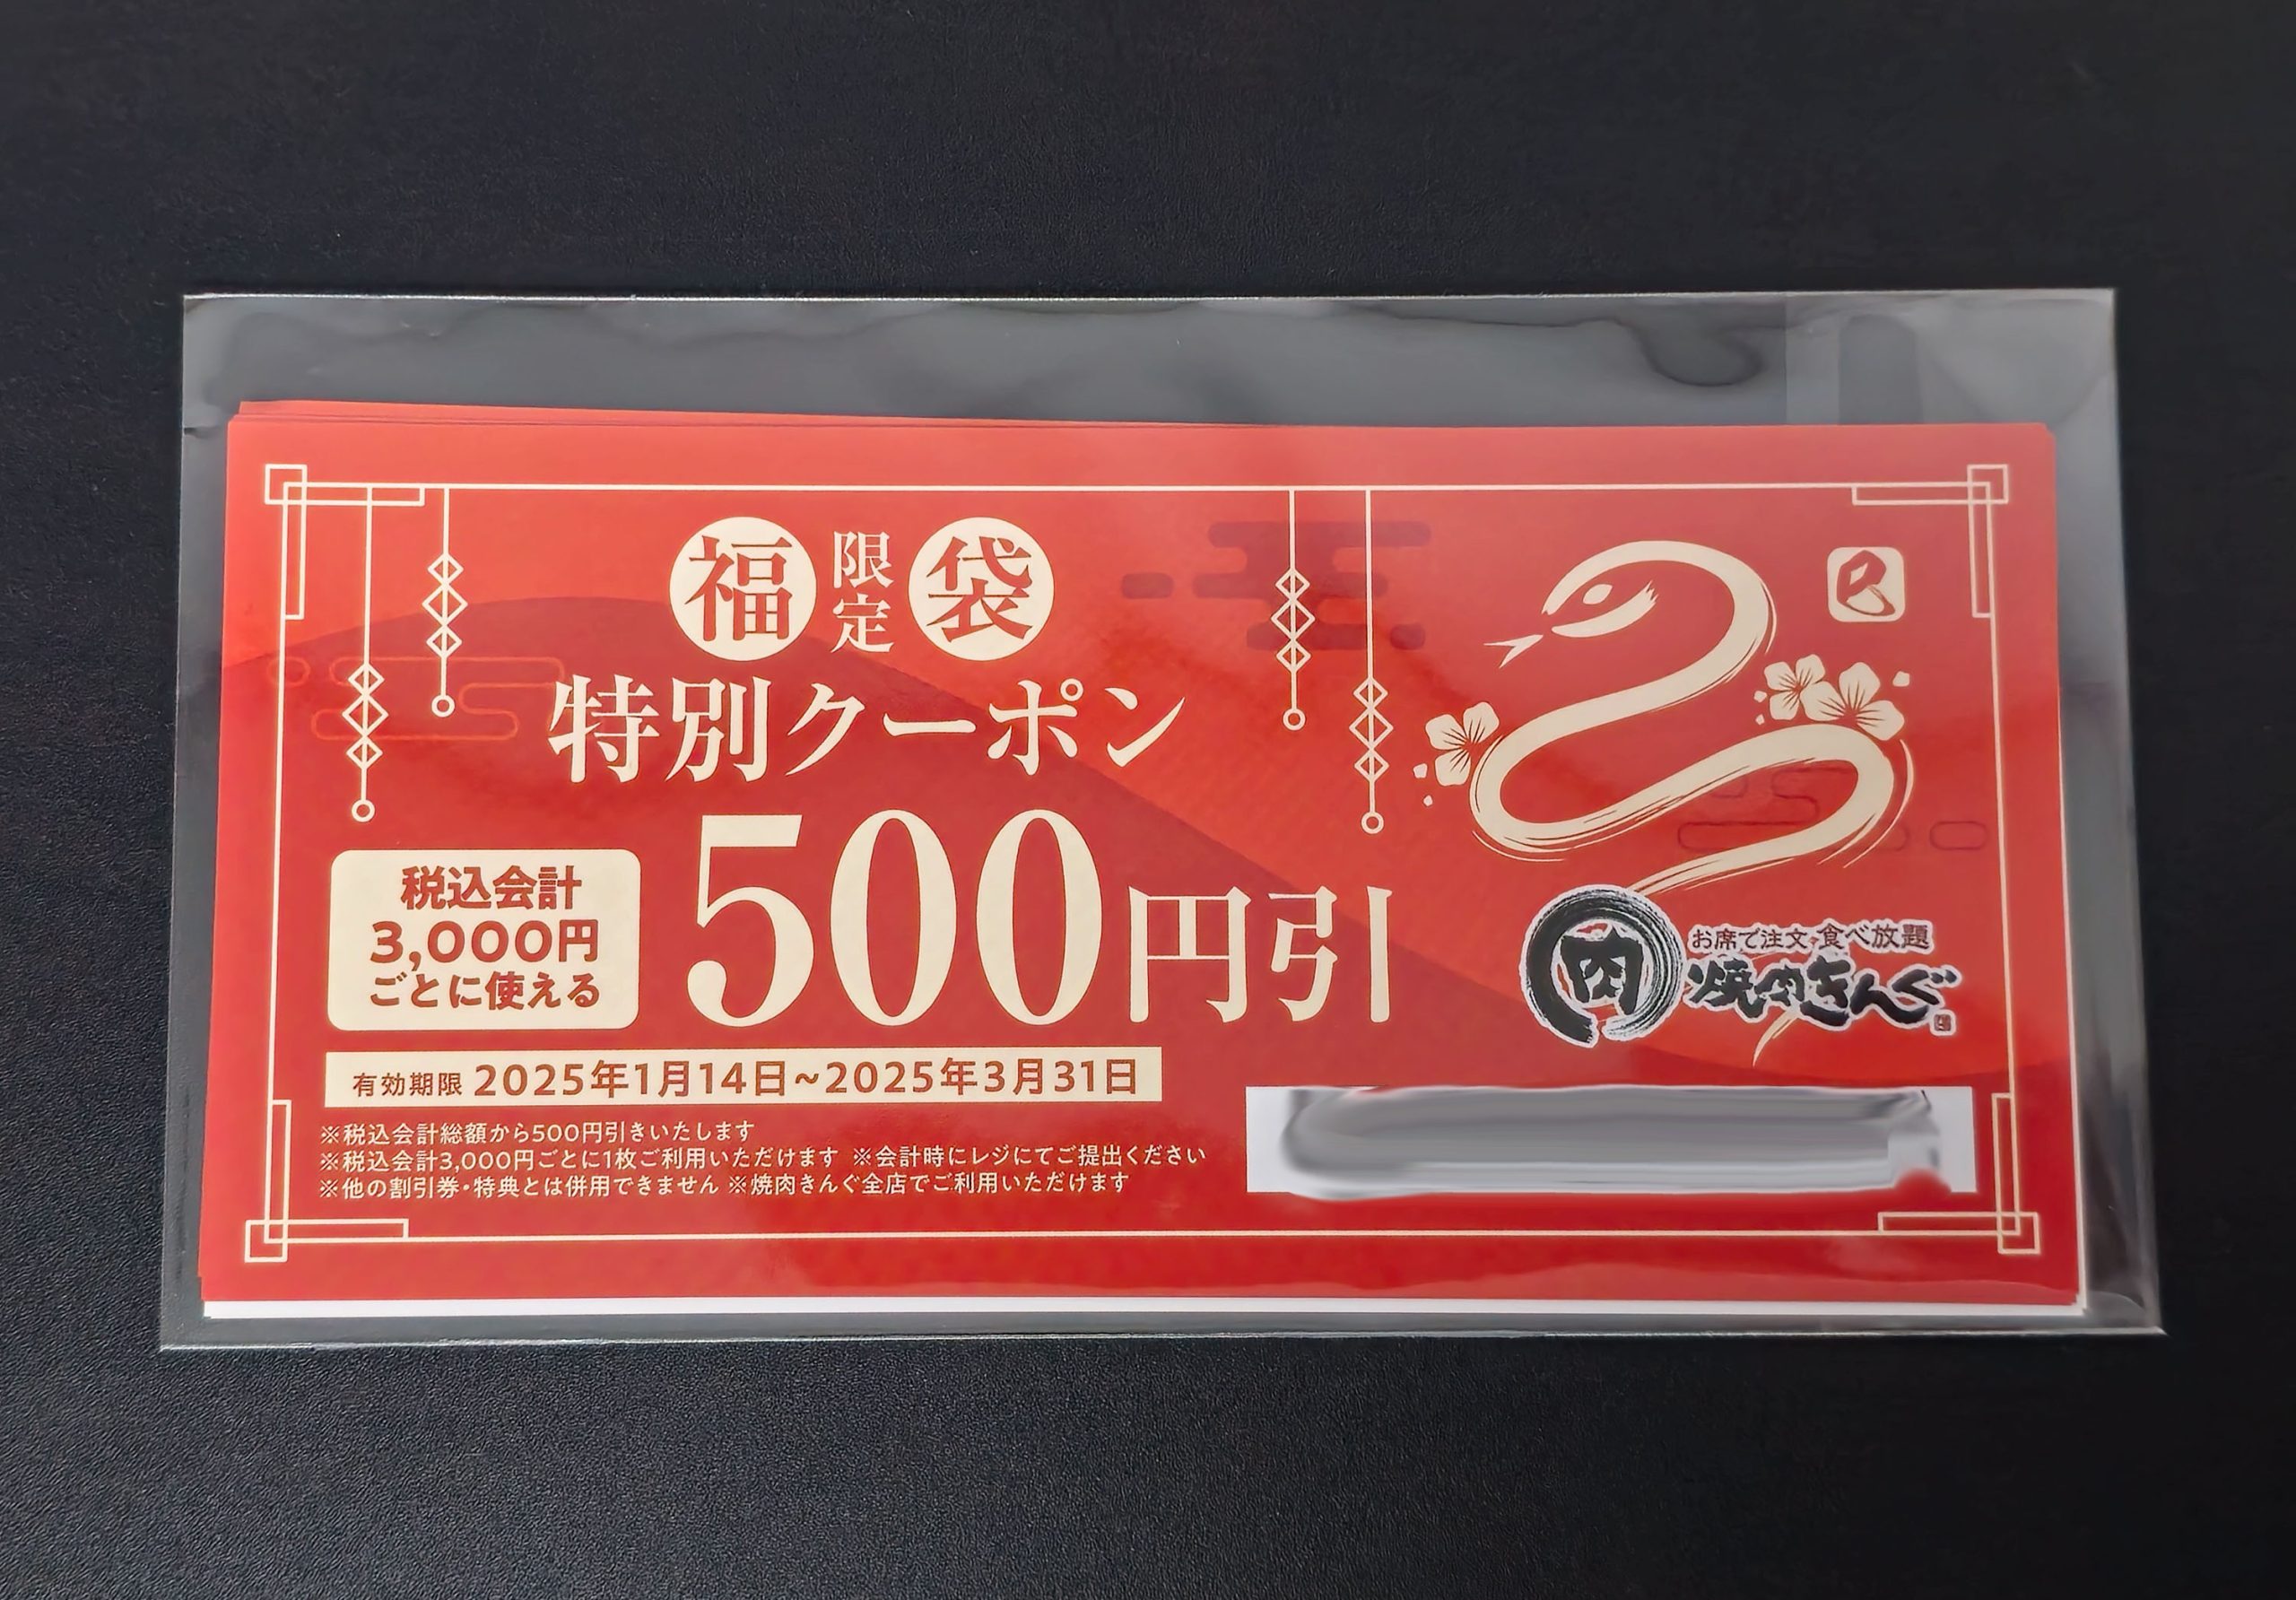 福限定袋
特別クーポン
税込会計
3,000円
ごとに使える
500円引
有効期限 2025年1月14日~2025年3月31日
※税込会計総額から500円引きいたします
※税込会計3,000円ごとに1枚ご利用いただけます ※会計時にレジにてご提出ください
※他の割引券・特典とは併用できません ※焼肉きんぐ全店でご利用いただけます
巳
肉
お席で注文 食べ放題
焼肉きんぐ